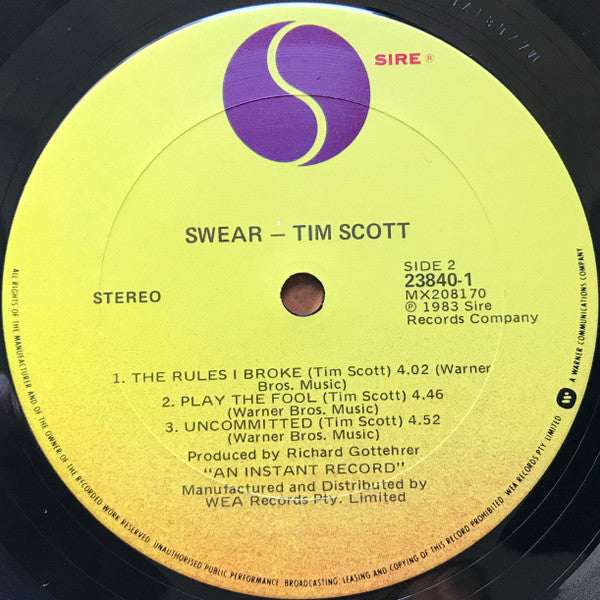 SIRE ®
SWEAR – TIM SCOTT
STEREO
SIDE 2
23840-1
MX208170
℗ 1983 Sire
Records Company
1. THE RULES I BROKE (Tim Scott) 4.02 (Warner
Bros. Music)
2. PLAY THE FOOL (Tim Scott) 4.46
(Warner Bros. Music)
3. UNCOMMITTED (Tim Scott) 4.52
(Warner Bros. Music)
Produced by Richard Gottehrer
"AN INSTANT RECORD"
Manufactured and Distributed by
WEA Records Pty. Limited
ALL RIGHTS OF THE MANUFACTURER AND OF THE OWNER OF THE RECORDED WORK RESERVED. UNAUTHORISED PUBLIC PERFORMANCE, BROADCASTING, LEASING AND COPYING OF THIS RECORD PROHIBITED. WEA RECORDS PTY. LIMITED
A WARNER COMMUNICATIONS COMPANY